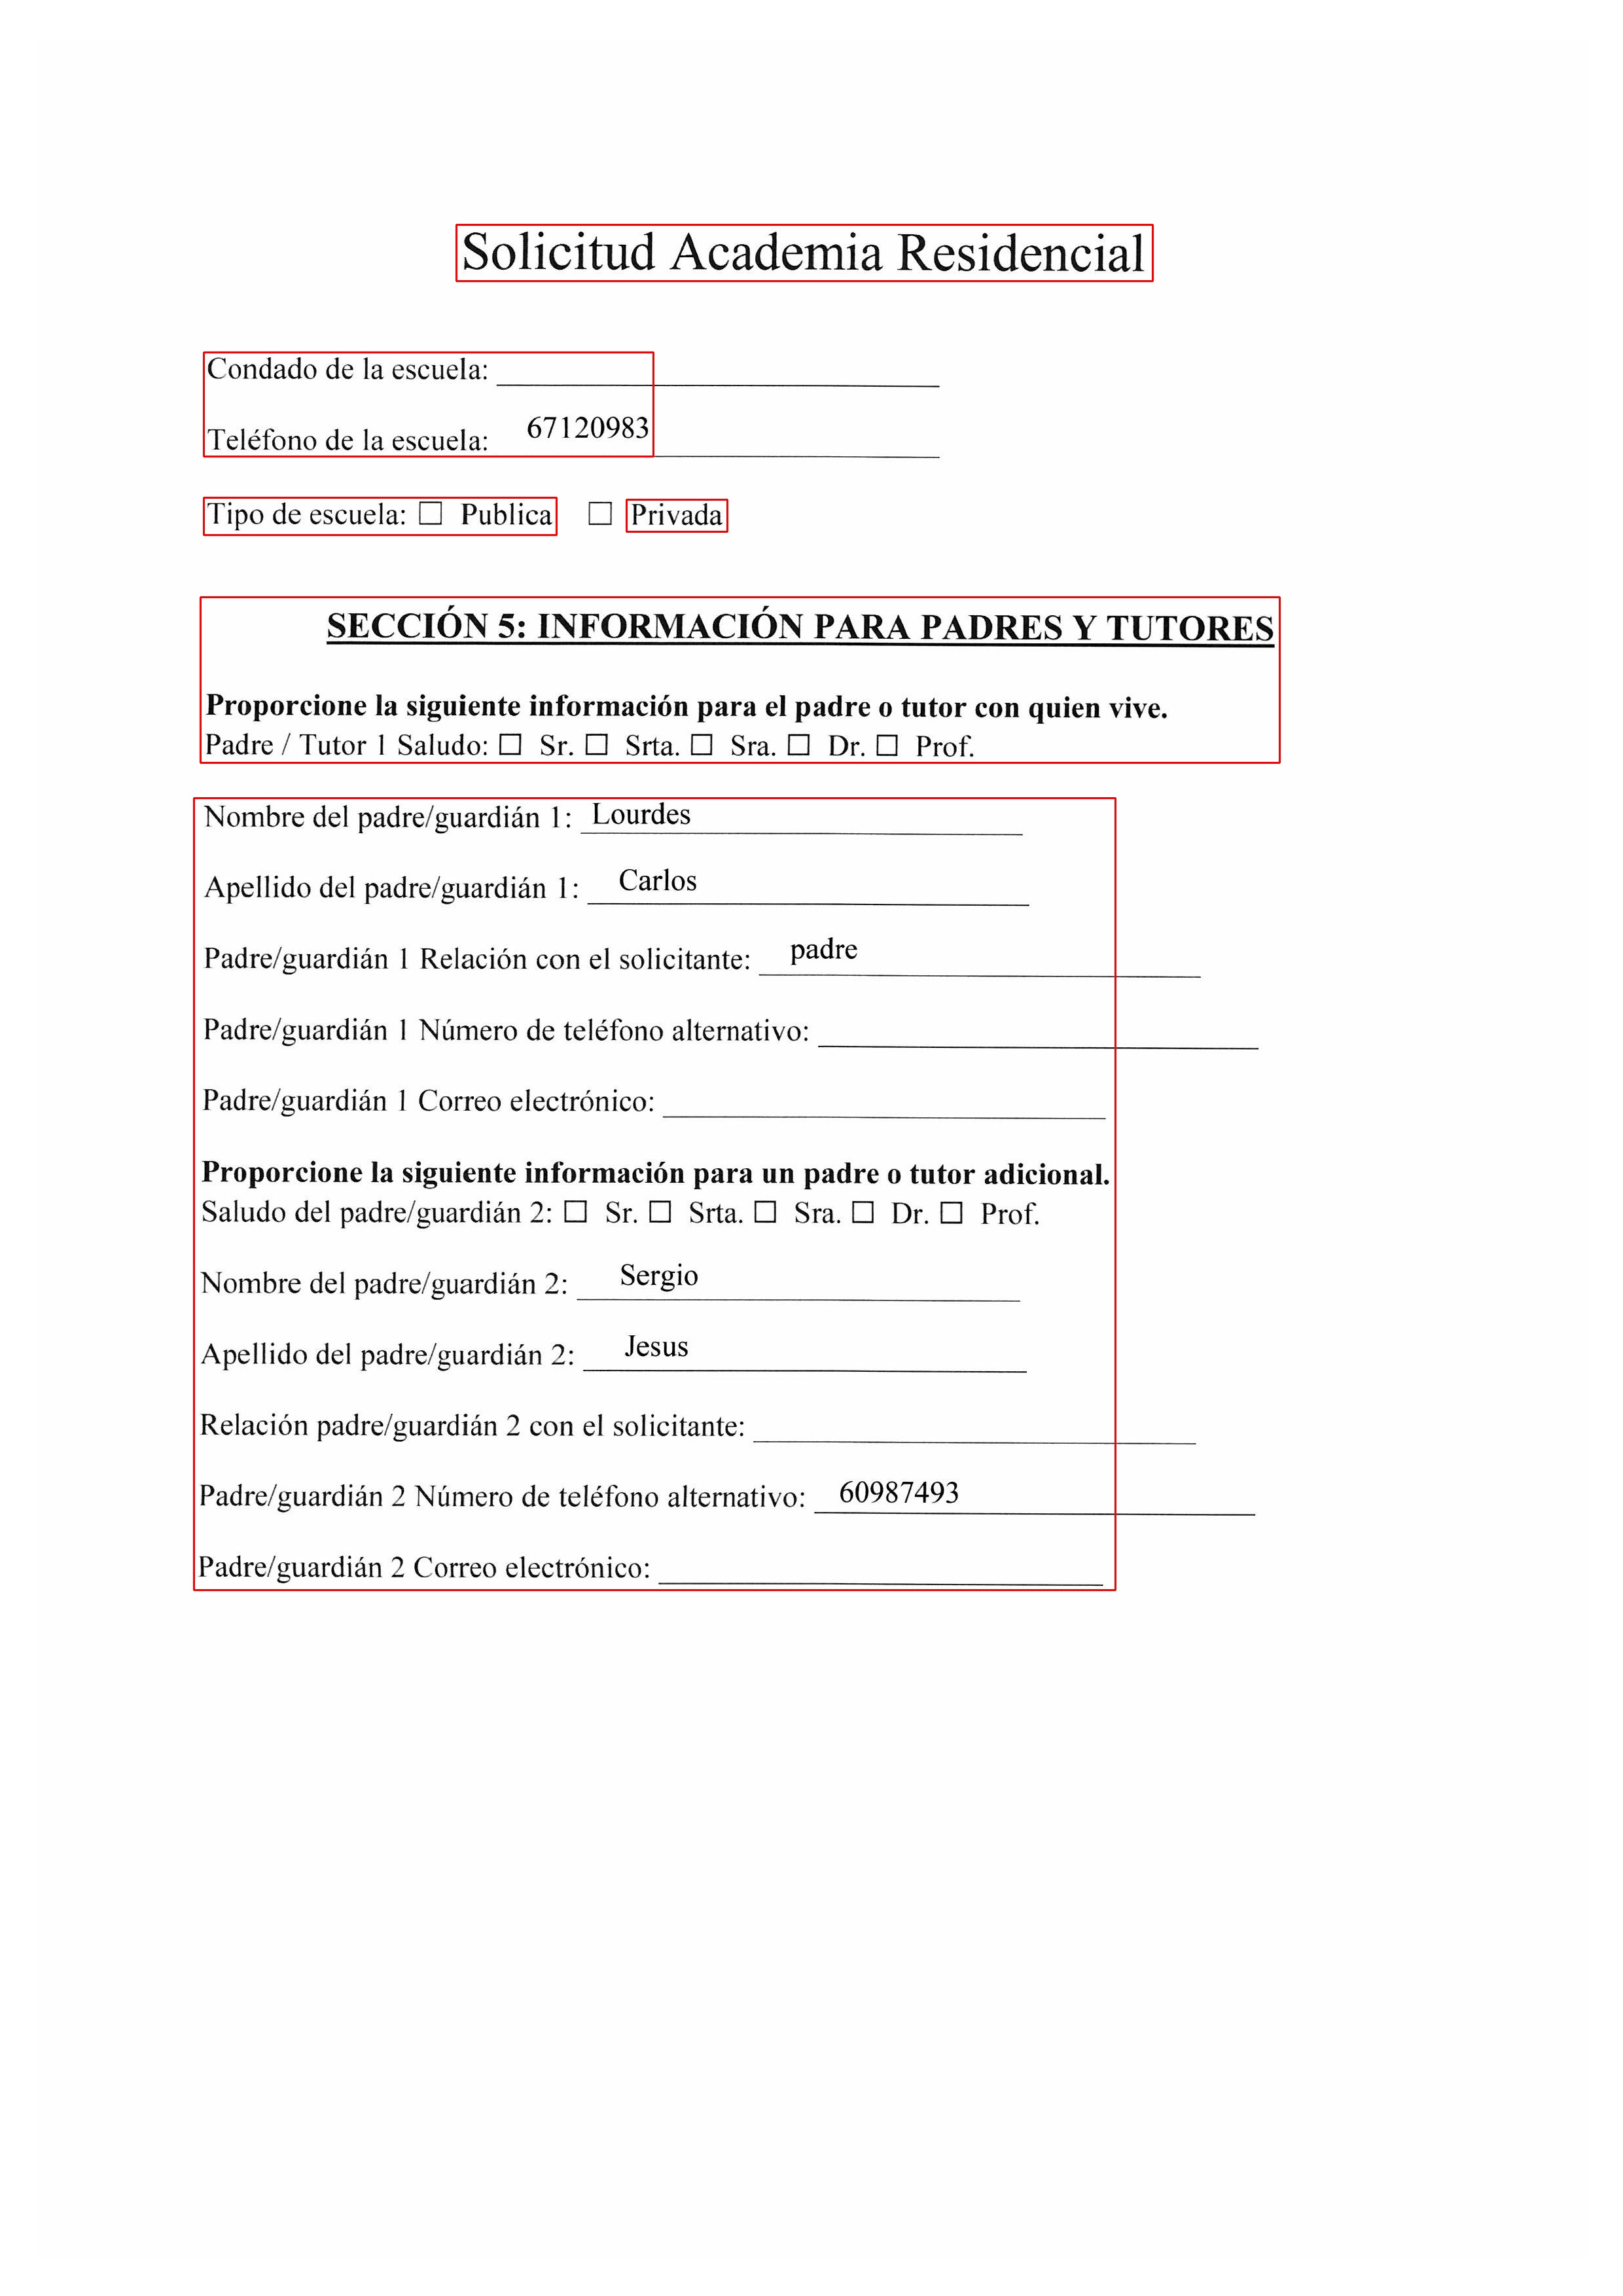 Solicitud Academia Residencial
Condado de la escuela:
Teléfono de la escuela: 67120983
Tipo de escuela: ☐ Publica ☐ Privada
SECCIÓN 5: INFORMACIÓN PARA PADRES Y TUTORES
Proporcione la siguiente información para el padre o tutor con quien vive.
Padre / Tutor 1 Saludo: ☐ Sr. ☐ Srta. ☐ Sra. ☐ Dr. ☐ Prof.
Nombre del padre/guardián 1: Lourdes
Apellido del padre/guardián 1: Carlos
Padre/guardián 1 Relación con el solicitante: padre
Padre/guardián 1 Número de teléfono alternativo:
Padre/guardián 1 Correo electrónico:
Proporcione la siguiente información para un padre o tutor adicional.
Saludo del padre/guardián 2: ☐ Sr. ☐ Srta. ☐ Sra. ☐ Dr. ☐ Prof.
Nombre del padre/guardián 2: Sergio
Apellido del padre/guardián 2: Jesus
Relación padre/guardián 2 con el solicitante:
Padre/guardián 2 Número de teléfono alternativo: 60987493
Padre/guardián 2 Correo electrónico: